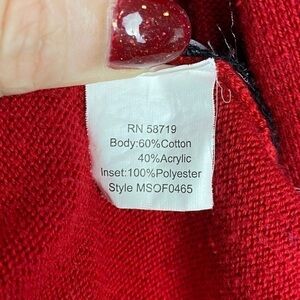 RN 58719
Body:60%Cotton
40%Acrylic
Inset:100%Polyester
Style MSOF0465